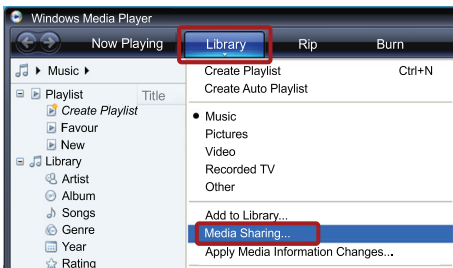 Windows Media Player
Now Playing Library Rip Burn
Music
Playlist Title
Create Playlist
Favour
New
Library
Artist
Album
Songs
Genre
Year
Rating
Create Playlist Ctrl+N
Create Auto Playlist
Music
Pictures
Video
Recorded TV
Other
Add to Library...
Media Sharing...
Apply Media Information Changes...